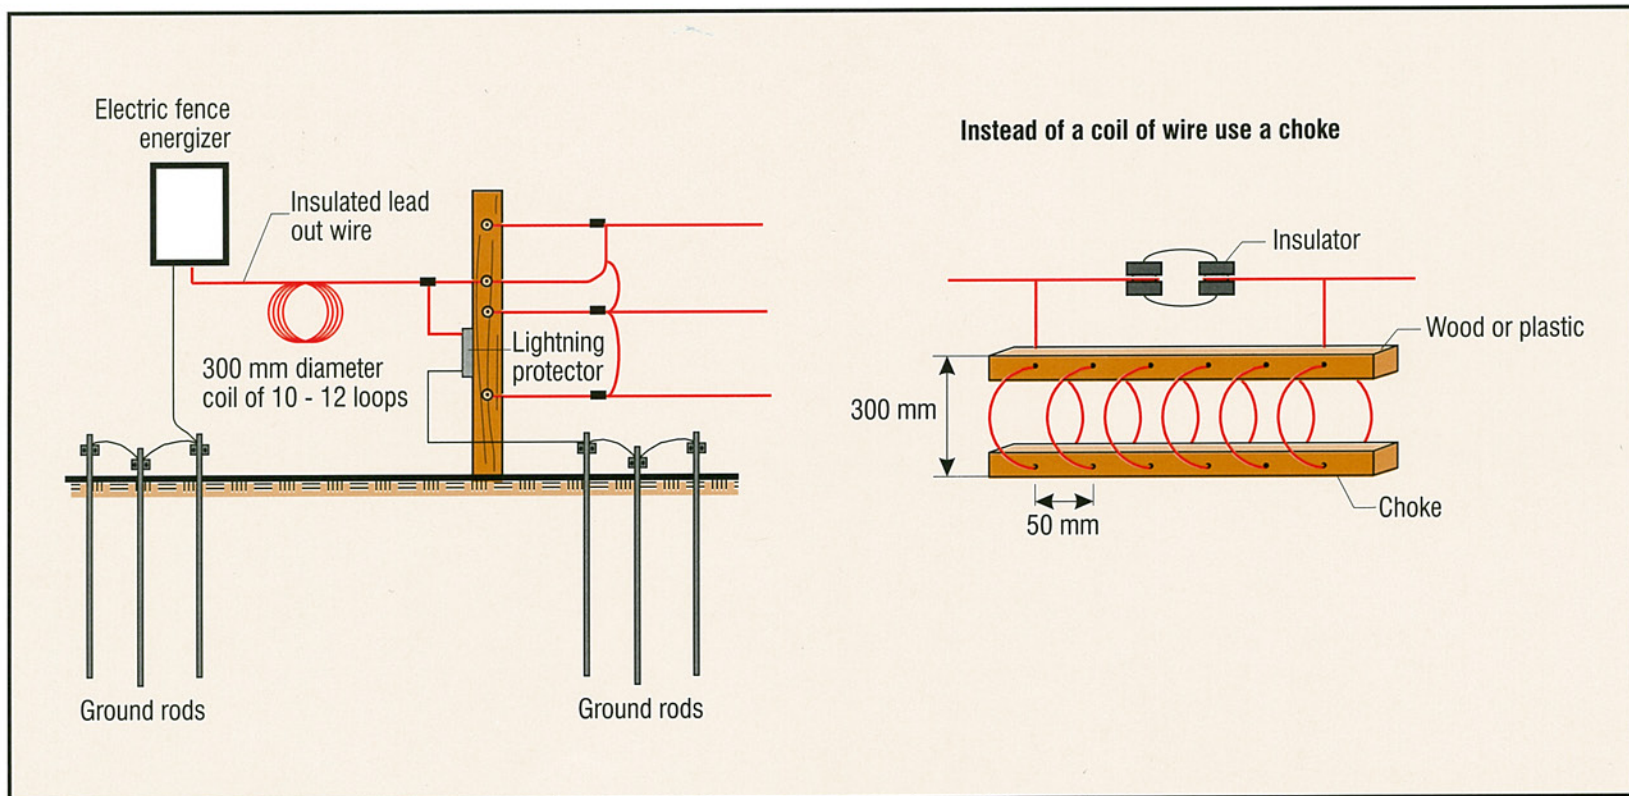 Electric fence
energizer
Insulated lead
out wire
300 mm diameter
coil of 10 - 12 loops
Lightning
protector
Ground rods
Ground rods
Instead of a coil of wire use a choke
Insulator
Wood or plastic
300 mm
50 mm
Choke